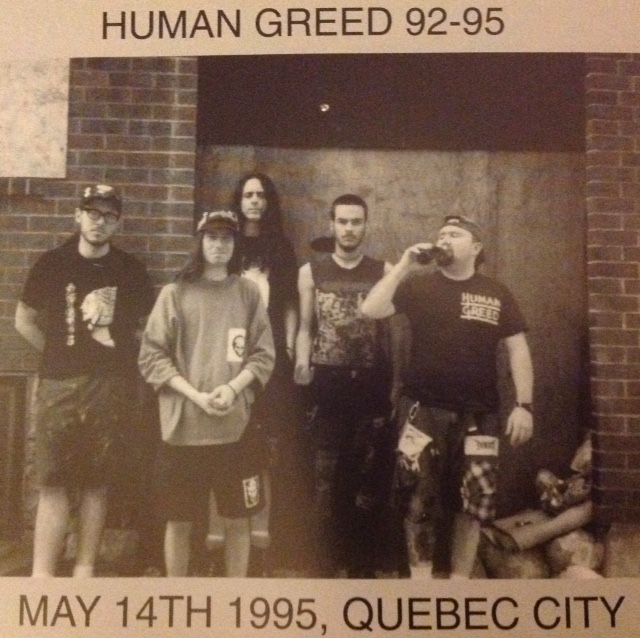 HUMAN GREED 92-95
HUMAN
GREED
MAY 14TH 1995, QUEBEC CITY